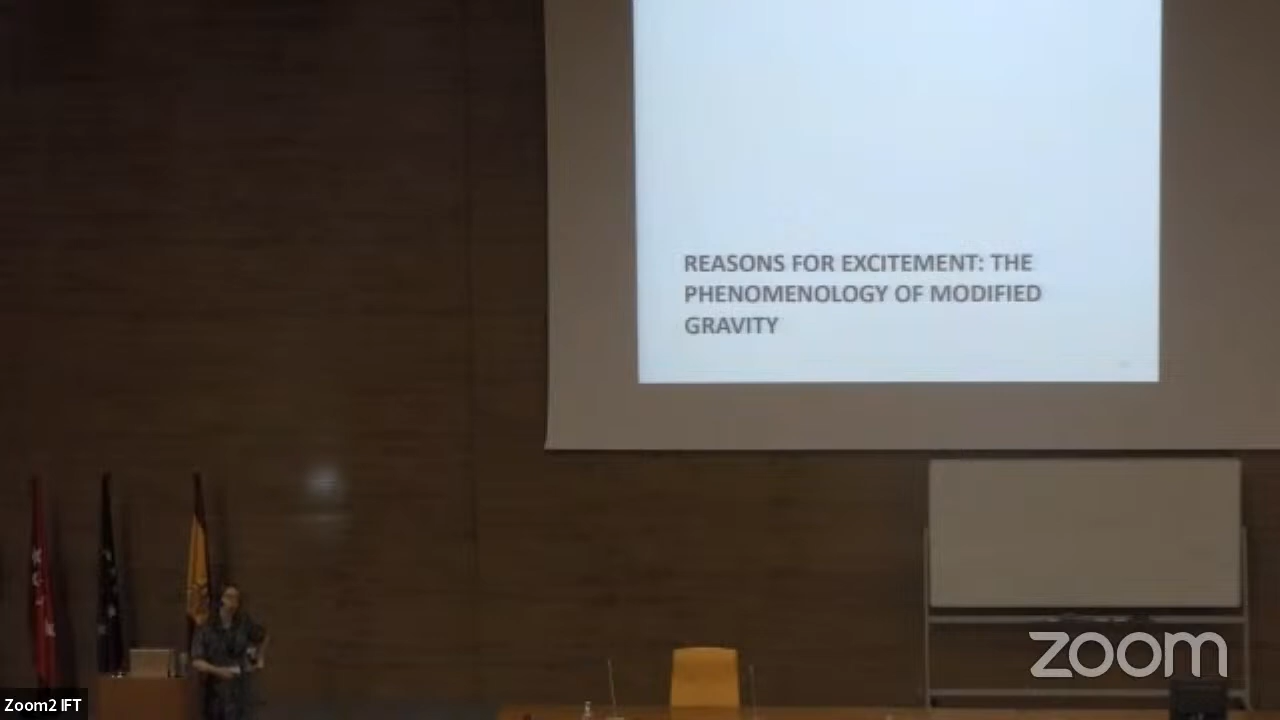 REASONS FOR EXCITEMENT: THE
PHENOMENOLOGY OF MODIFIED
GRAVITY
zoom
Zoom2 IFT